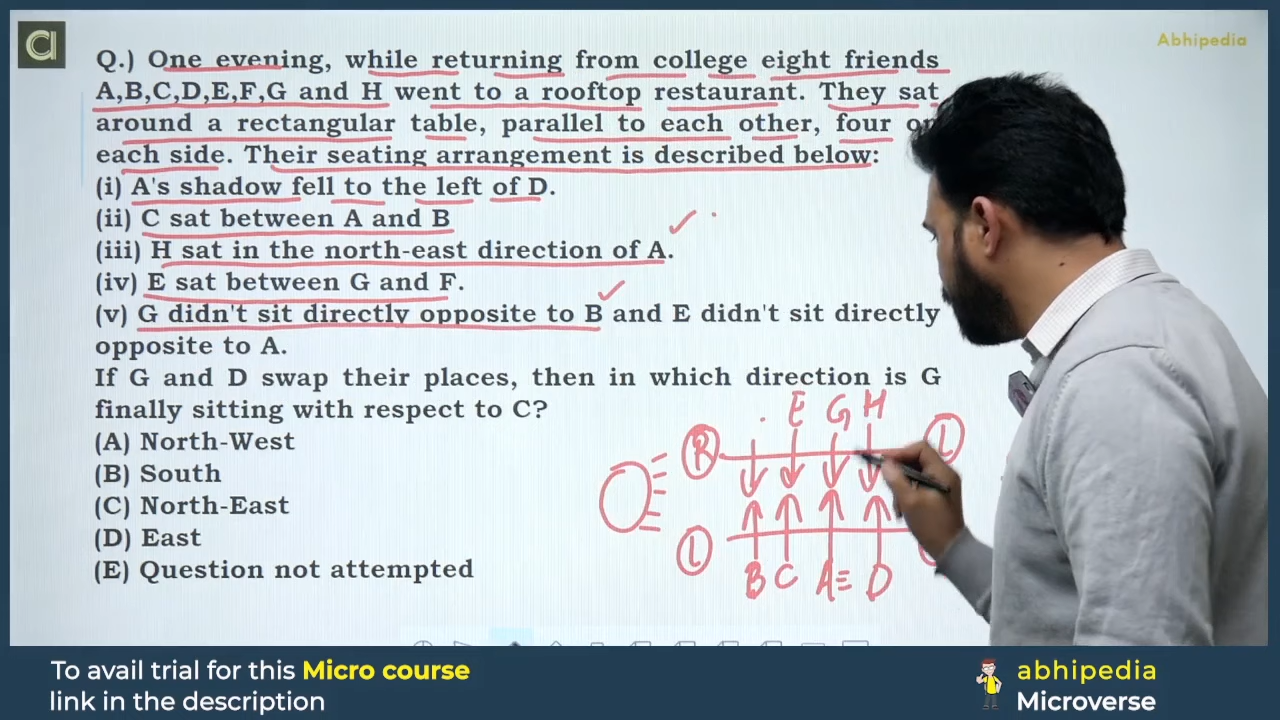 Abhipedia
Q.) One evening, while returning from college eight friends
A,B,C,D,E,F,G and H went to a rooftop restaurant. They sat
around a rectangular table, parallel to each other, four on
each side. Their seating arrangement is described below:
(i) A's shadow fell to the left of D.
(ii) C sat between A and B
(iii) H sat in the north-east direction of A.
(iv) E sat between G and F.
(v) G didn't sit directly opposite to B and E didn't sit directly
opposite to A.
If G and D swap their places, then in which direction is G
finally sitting with respect to C?
(A) North-West
(B) South
(C) North-East
(D) East
(E) Question not attempted
E G H
R L
L
B C A D
To avail trial for this Micro course
link in the description
abhipedia
Microverse